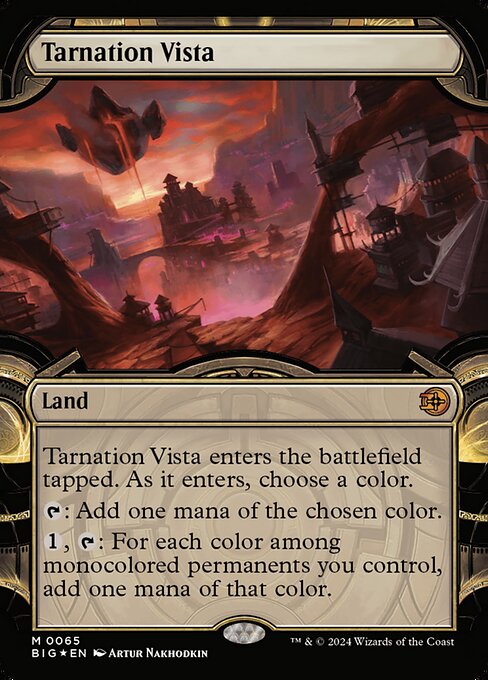 Tarnation Vista
Land
Tarnation Vista enters the battlefield
tapped. As it enters, choose a color.
: Add one mana of the chosen color.
1, : For each color among
monocolored permanents you control,
add one mana of that color.
M 0065
BIG★EN Artur Nakhodkin
™ & © 2024 Wizards of the Coast